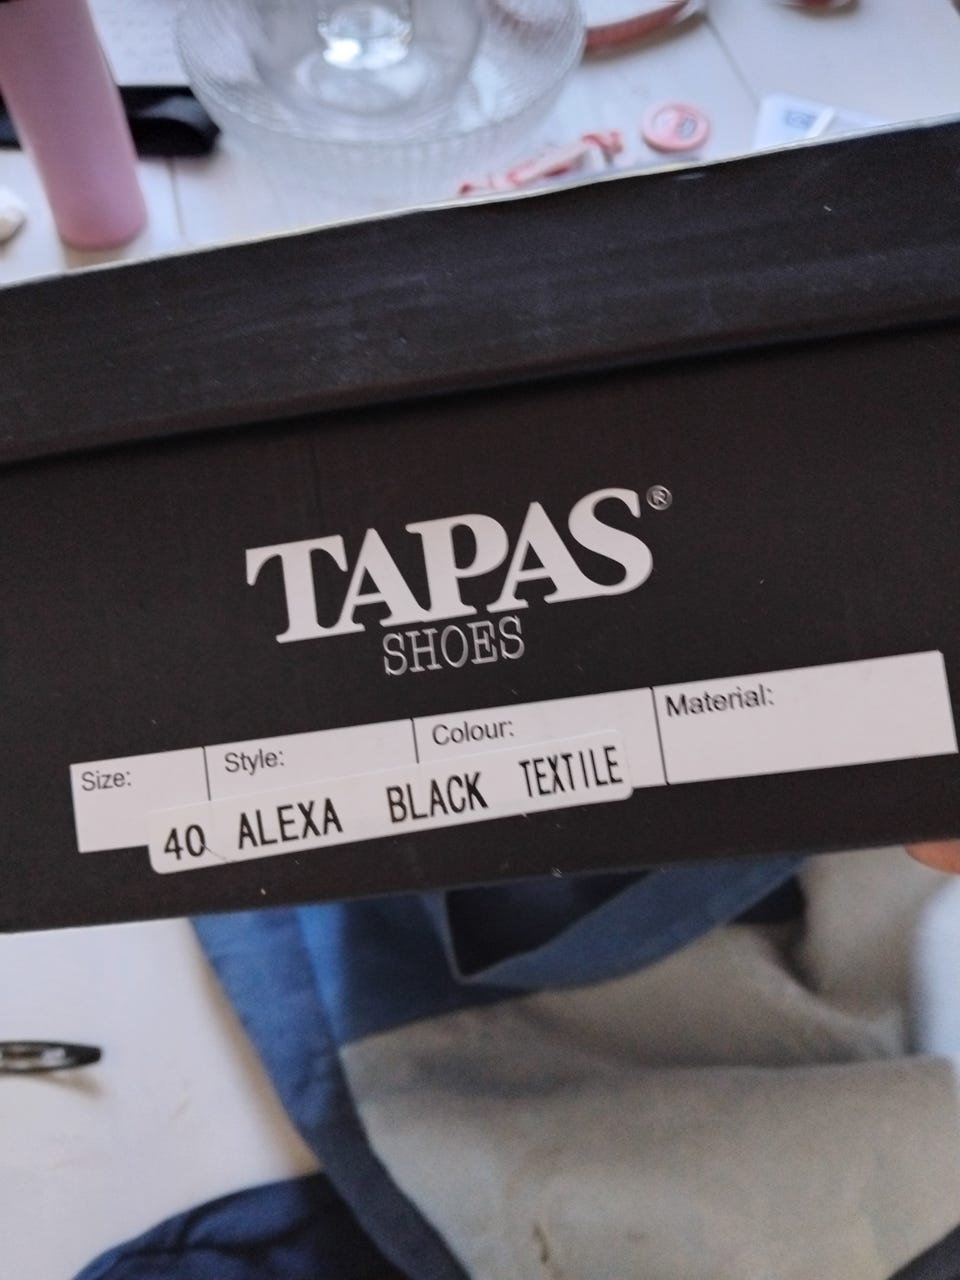 TAPAS®
SHOES
Size: Style: Colour: Material:
40 ALEXA BLACK TEXTILE